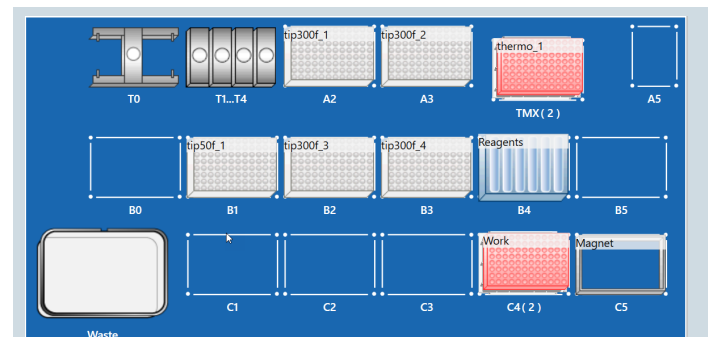 tip300f_1
tip300f_2
thermo_1
T0
T1...T4
A2
A3
TMX ( 2 )
A5
tip50f_1
tip300f_3
tip300f_4
Reagents
B0
B1
B2
B3
B4
B5
Work
Magnet
C1
C2
C3
C4 ( 2 )
C5
Waste